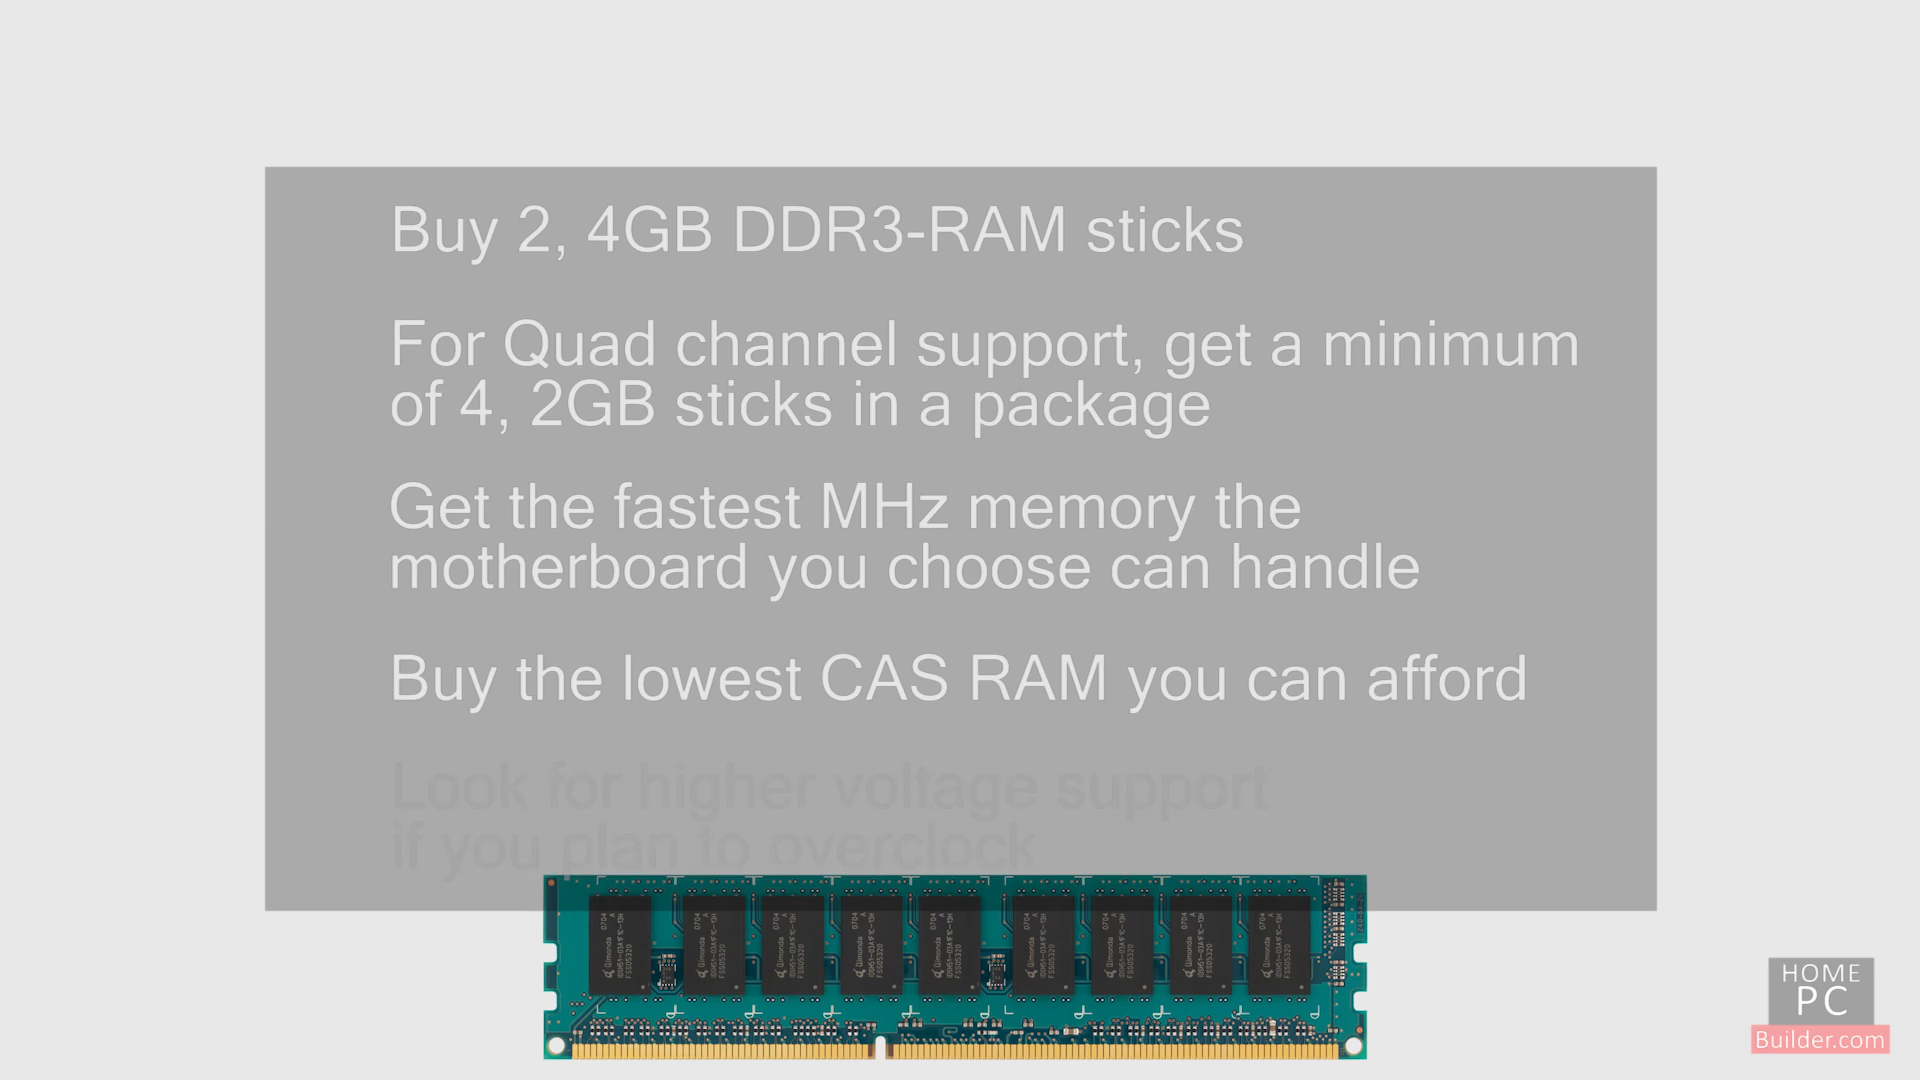 Buy 2, 4GB DDR3-RAM sticks
For Quad channel support, get a minimum
of 4, 2GB sticks in a package
Get the fastest MHz memory the
motherboard you choose can handle
Buy the lowest CAS RAM you can afford
Look for higher voltage support
if you plan to overclock
HOME
PC
Builder.com